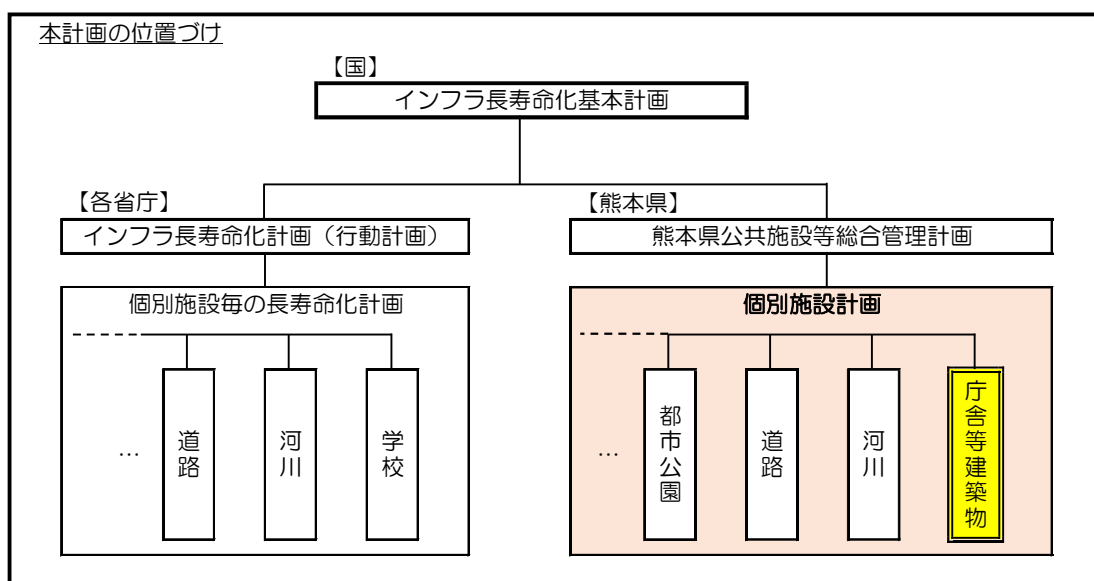 本計画の位置づけ
【国】
インフラ長寿命化基本計画
【各省庁】
インフラ長寿命化計画（行動計画）
個別施設毎の長寿命化計画
…
道路
河川
学校
【熊本県】
熊本県公共施設等総合管理計画
個別施設計画
…
都市公園
道路
河川
庁舎等建築物